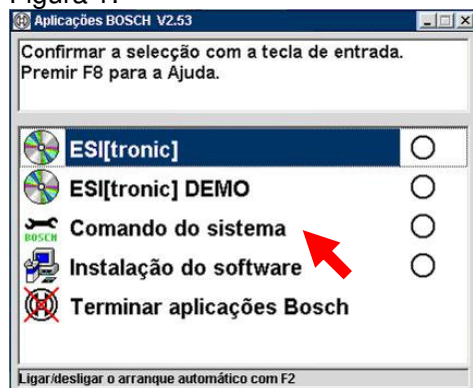 Figura 1.
Aplicações BOSCH V2.53
Confirmar a selecção com a tecla de entrada.
Premir F8 para a Ajuda.
ESI[tronic]
ESI[tronic] DEMO
BOSCH
Comando do sistema
Instalação do software
Terminar aplicações Bosch
Ligar/desligar o arranque automático com F2